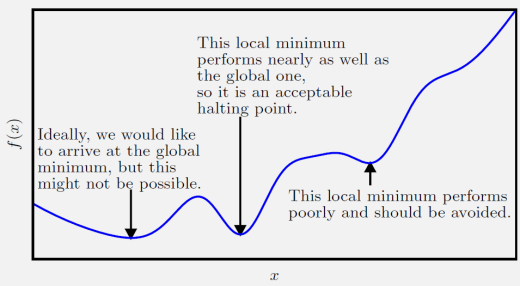 This local minimum
performs nearly as well as
the global one,
so it is an acceptable
halting point.
Ideally, we would like
to arrive at the global
minimum, but this
might not be possible.
This local minimum performs
poorly and should be avoided.
f(x)
x